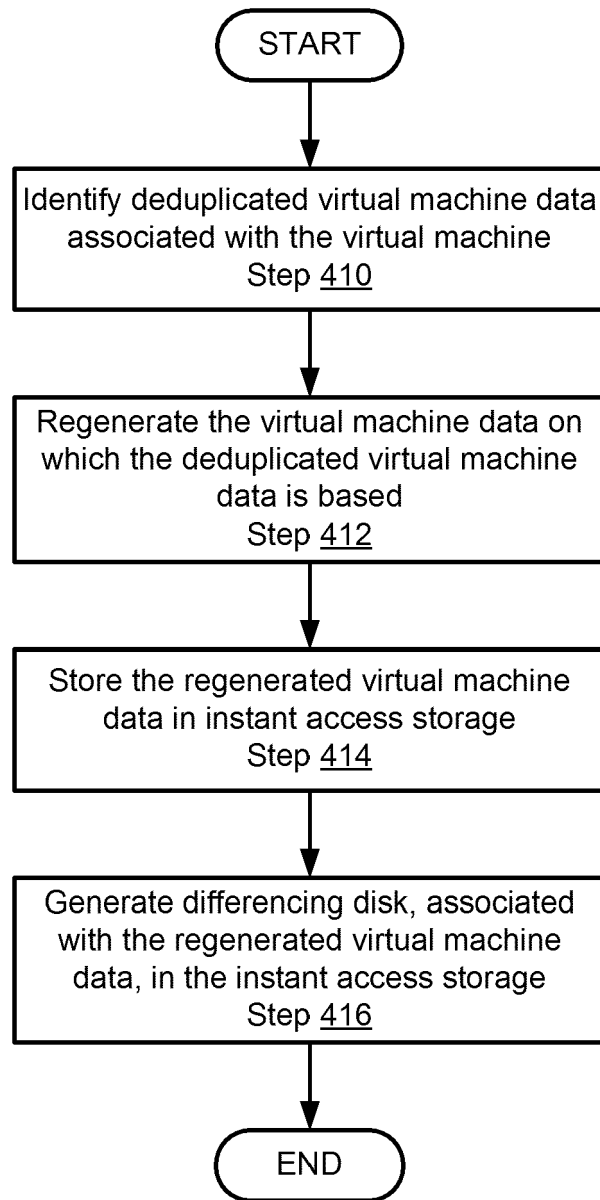 START
Identify deduplicated virtual machine data
associated with the virtual machine
Step 410
Regenerate the virtual machine data on
which the deduplicated virtual machine
data is based
Step 412
Store the regenerated virtual machine
data in instant access storage
Step 414
Generate differencing disk, associated
with the regenerated virtual machine
data, in the instant access storage
Step 416
END